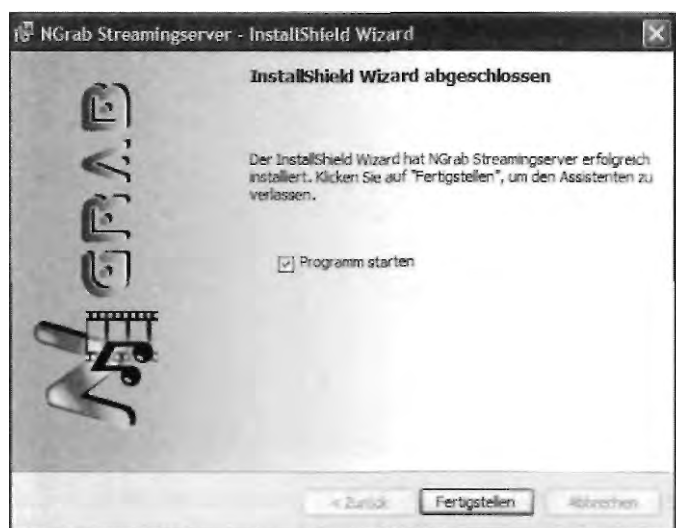 NGrab Streamingserver - InstallShield Wizard
InstallShield Wizard abgeschlossen
Der InstallShield Wizard hat NGrab Streamingserver erfolgreich
installiert. Klicken Sie auf "Fertigstellen", um den Assistenten zu
verlassen.
Programm starten
NGRAB
< Zurück Fertigstellen Abbrechen